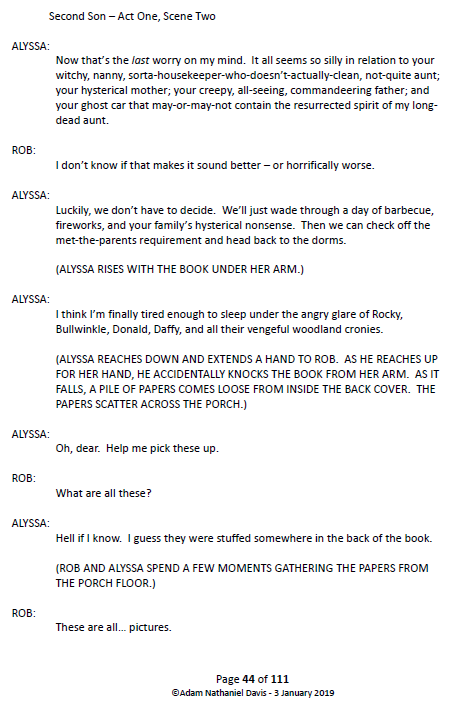 Second Son – Act One, Scene Two
ALYSSA:
Now that's the last worry on my mind.  It all seems so silly in relation to your
witchy, nanny, sorta-housekeeper-who-doesn't-actually-clean, not-quite aunt;
your hysterical mother; your creepy, all-seeing, commandeering father; and
your ghost car that may-or-may-not contain the resurrected spirit of my long-
dead aunt.
ROB:
I don't know if that makes it sound better – or horrifically worse.
ALYSSA:
Luckily, we don't have to decide.  We'll just wade through a day of barbecue,
fireworks, and your family's hysterical nonsense.  Then we can check off the
met-the-parents requirement and head back to the dorms.
(ALYSSA RISES WITH THE BOOK UNDER HER ARM.)
ALYSSA:
I think I'm finally tired enough to sleep under the angry glare of Rocky,
Bullwinkle, Donald, Daffy, and all their vengeful woodland cronies.
(ALYSSA REACHES DOWN AND EXTENDS A HAND TO ROB.  AS HE REACHES UP
FOR HER HAND, HE ACCIDENTALLY KNOCKS THE BOOK FROM HER ARM.  AS IT
FALLS, A PILE OF PAPERS COMES LOOSE FROM INSIDE THE BACK COVER.  THE
PAPERS SCATTER ACROSS THE PORCH.)
ALYSSA:
Oh, dear.  Help me pick these up.
ROB:
What are all these?
ALYSSA:
Hell if I know.  I guess they were stuffed somewhere in the back of the book.
(ROB AND ALYSSA SPEND A FEW MOMENTS GATHERING THE PAPERS FROM
THE PORCH FLOOR.)
ROB:
These are all... pictures.
Page 44 of 111
©Adam Nathaniel Davis - 3 January 2019